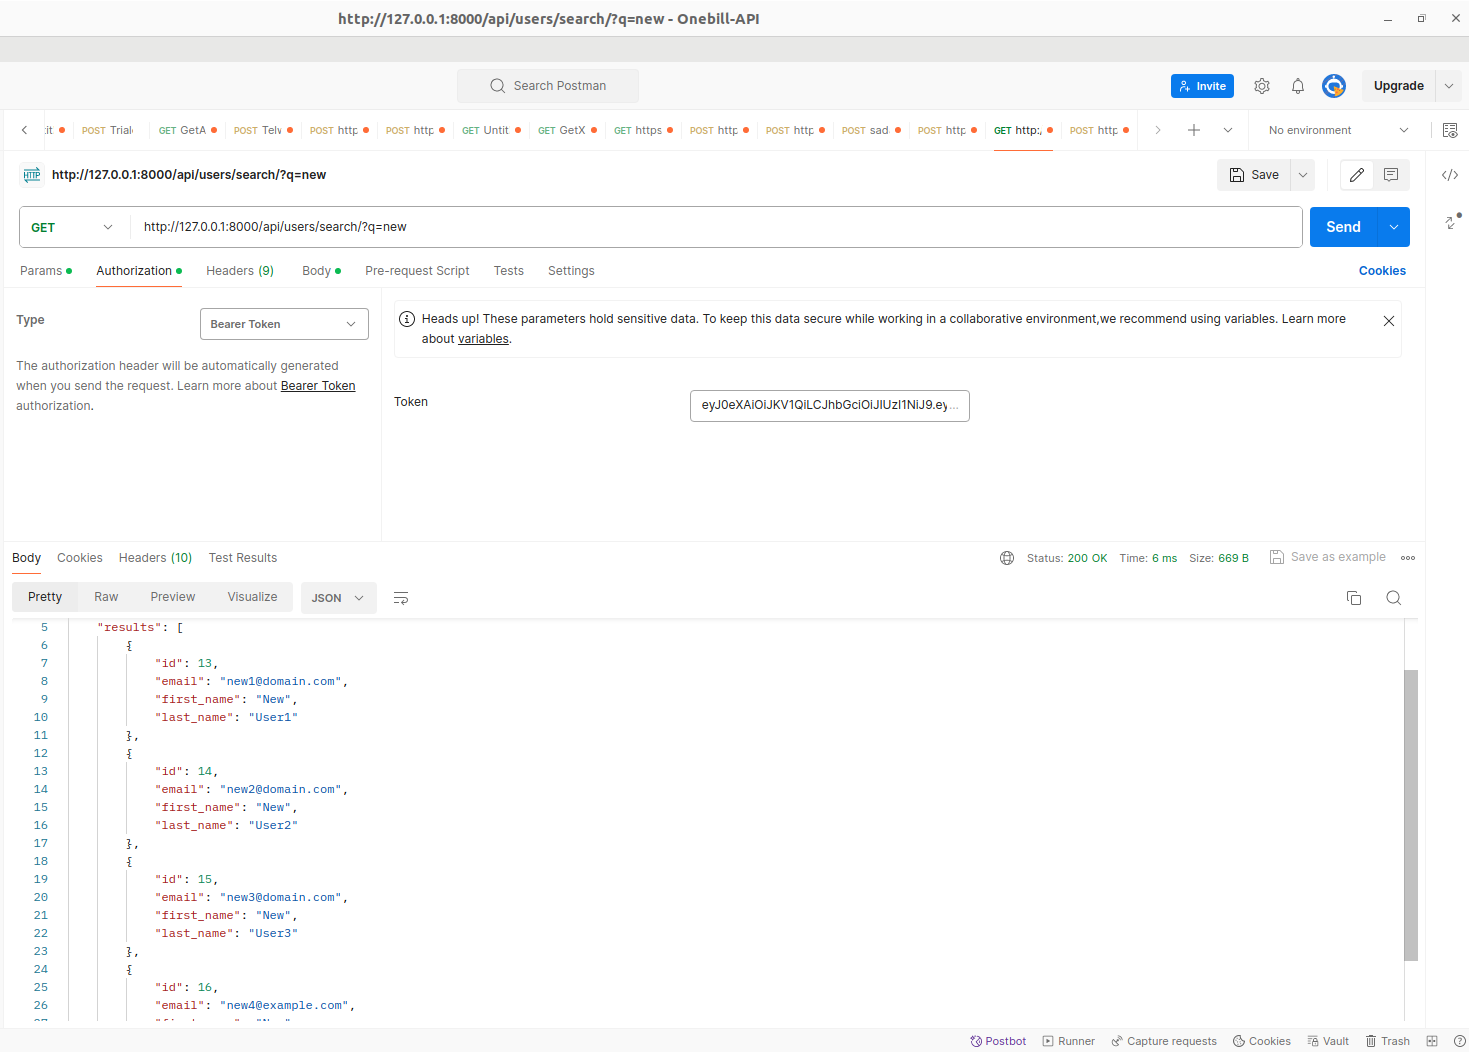 http://127.0.0.1:8000/api/users/search/?q=new - Onebill-API
Search Postman
Invite
Upgrade
it
POST Trial
GET GetA
POST Telv
POST http
POST http
GET Untit
GET GetX
GET https
POST http
POST http
POST sad
POST http
GET http:
POST http
No environment
HTTP http://127.0.0.1:8000/api/users/search/?q=new
Save
GET http://127.0.0.1:8000/api/users/search/?q=new
Send
Params Authorization Headers (9) Body Pre-request Script Tests Settings
Cookies
Type Bearer Token
The authorization header will be automatically generated
when you send the request. Learn more about Bearer Token
authorization.
Heads up! These parameters hold sensitive data. To keep this data secure while working in a collaborative environment,we recommend using variables. Learn more
about variables.
Token eyJ0eXAiOiJKV1QiLCJhbGciOiJIUzI1NiJ9.ey...
Body Cookies Headers (10) Test Results
Status: 200 OK Time: 6 ms Size: 669 B Save as example
Pretty Raw Preview Visualize JSON
5 "results": [
6 {
7 "id": 13,
8 "email": "new1@domain.com",
9 "first_name": "New",
10 "last_name": "User1"
11 },
12 {
13 "id": 14,
14 "email": "new2@domain.com",
15 "first_name": "New",
16 "last_name": "User2"
17 },
18 {
19 "id": 15,
20 "email": "new3@domain.com",
21 "first_name": "New",
22 "last_name": "User3"
23 },
24 {
25 "id": 16,
26 "email": "new4@example.com",
Postbot Runner Capture requests Cookies Vault Trash